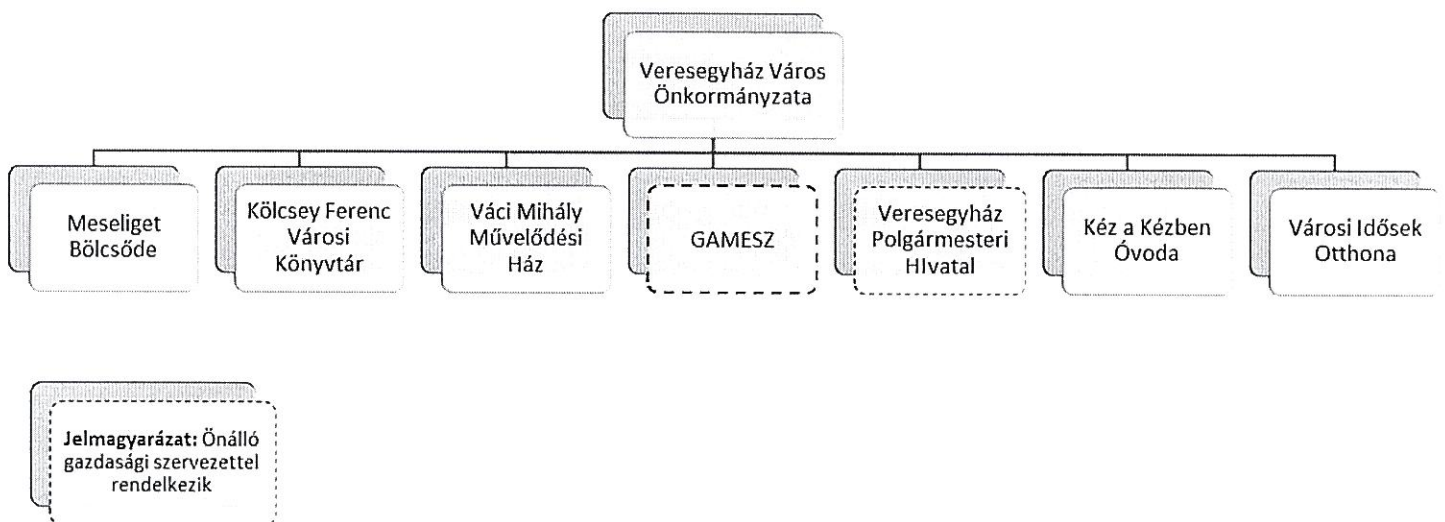 Veresegyház Város
Önkormányzata
Meseliget
Bölcsőde
Kölcsey Ferenc
Városi
Könyvtár
Váci Mihály
Művelődési
Ház
GAMESZ
Veresegyház
Polgármesteri
HIvatal
Kéz a Kézben
Óvoda
Városi Idősek
Otthona
Jelmagyarázat: Önálló
gazdasági szervezettel
rendelkezik